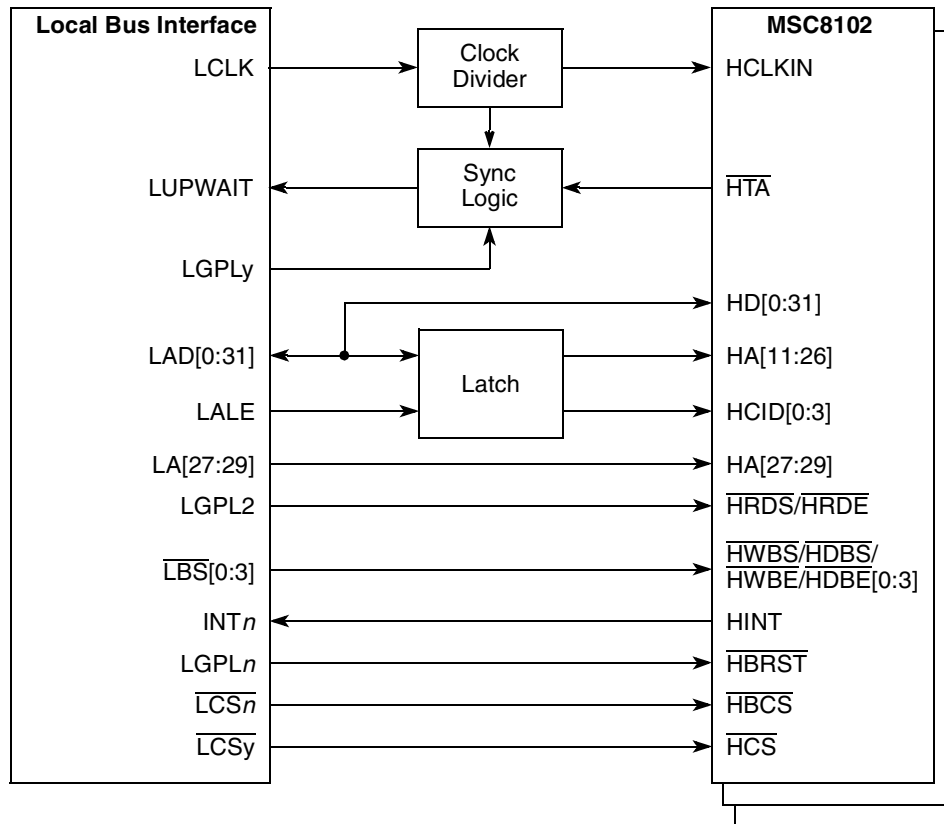 Local Bus Interface
MSC8102
LCLK
Clock
Divider
HCLKIN
LUPWAIT
Sync
Logic
HTA
LGPLy
HD[0:31]
LAD[0:31]
Latch
HA[11:26]
LALE
HCID[0:3]
LA[27:29]
HA[27:29]
LGPL2
HRDS/HRDE
LBS[0:3]
HWBS/HDBS/
HWBE/HDBE[0:3]
INTn
HINT
LGPLn
HBRST
LCSn
HBCS
LCSy
HCS